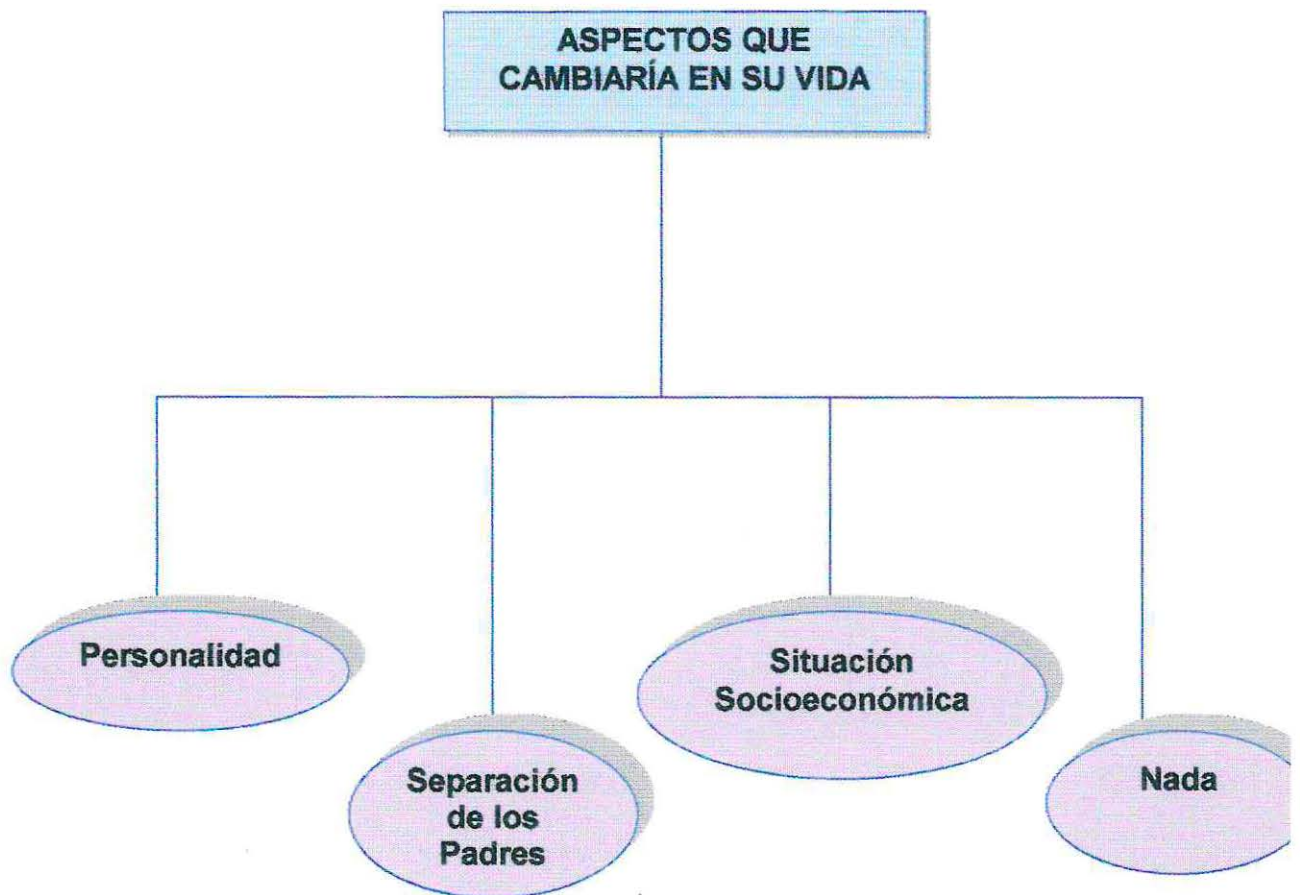 ASPECTOS QUE
CAMBIARÍA EN SU VIDA
Personalidad
Separación
de los
Padres
Situación
Socioeconómica
Nada